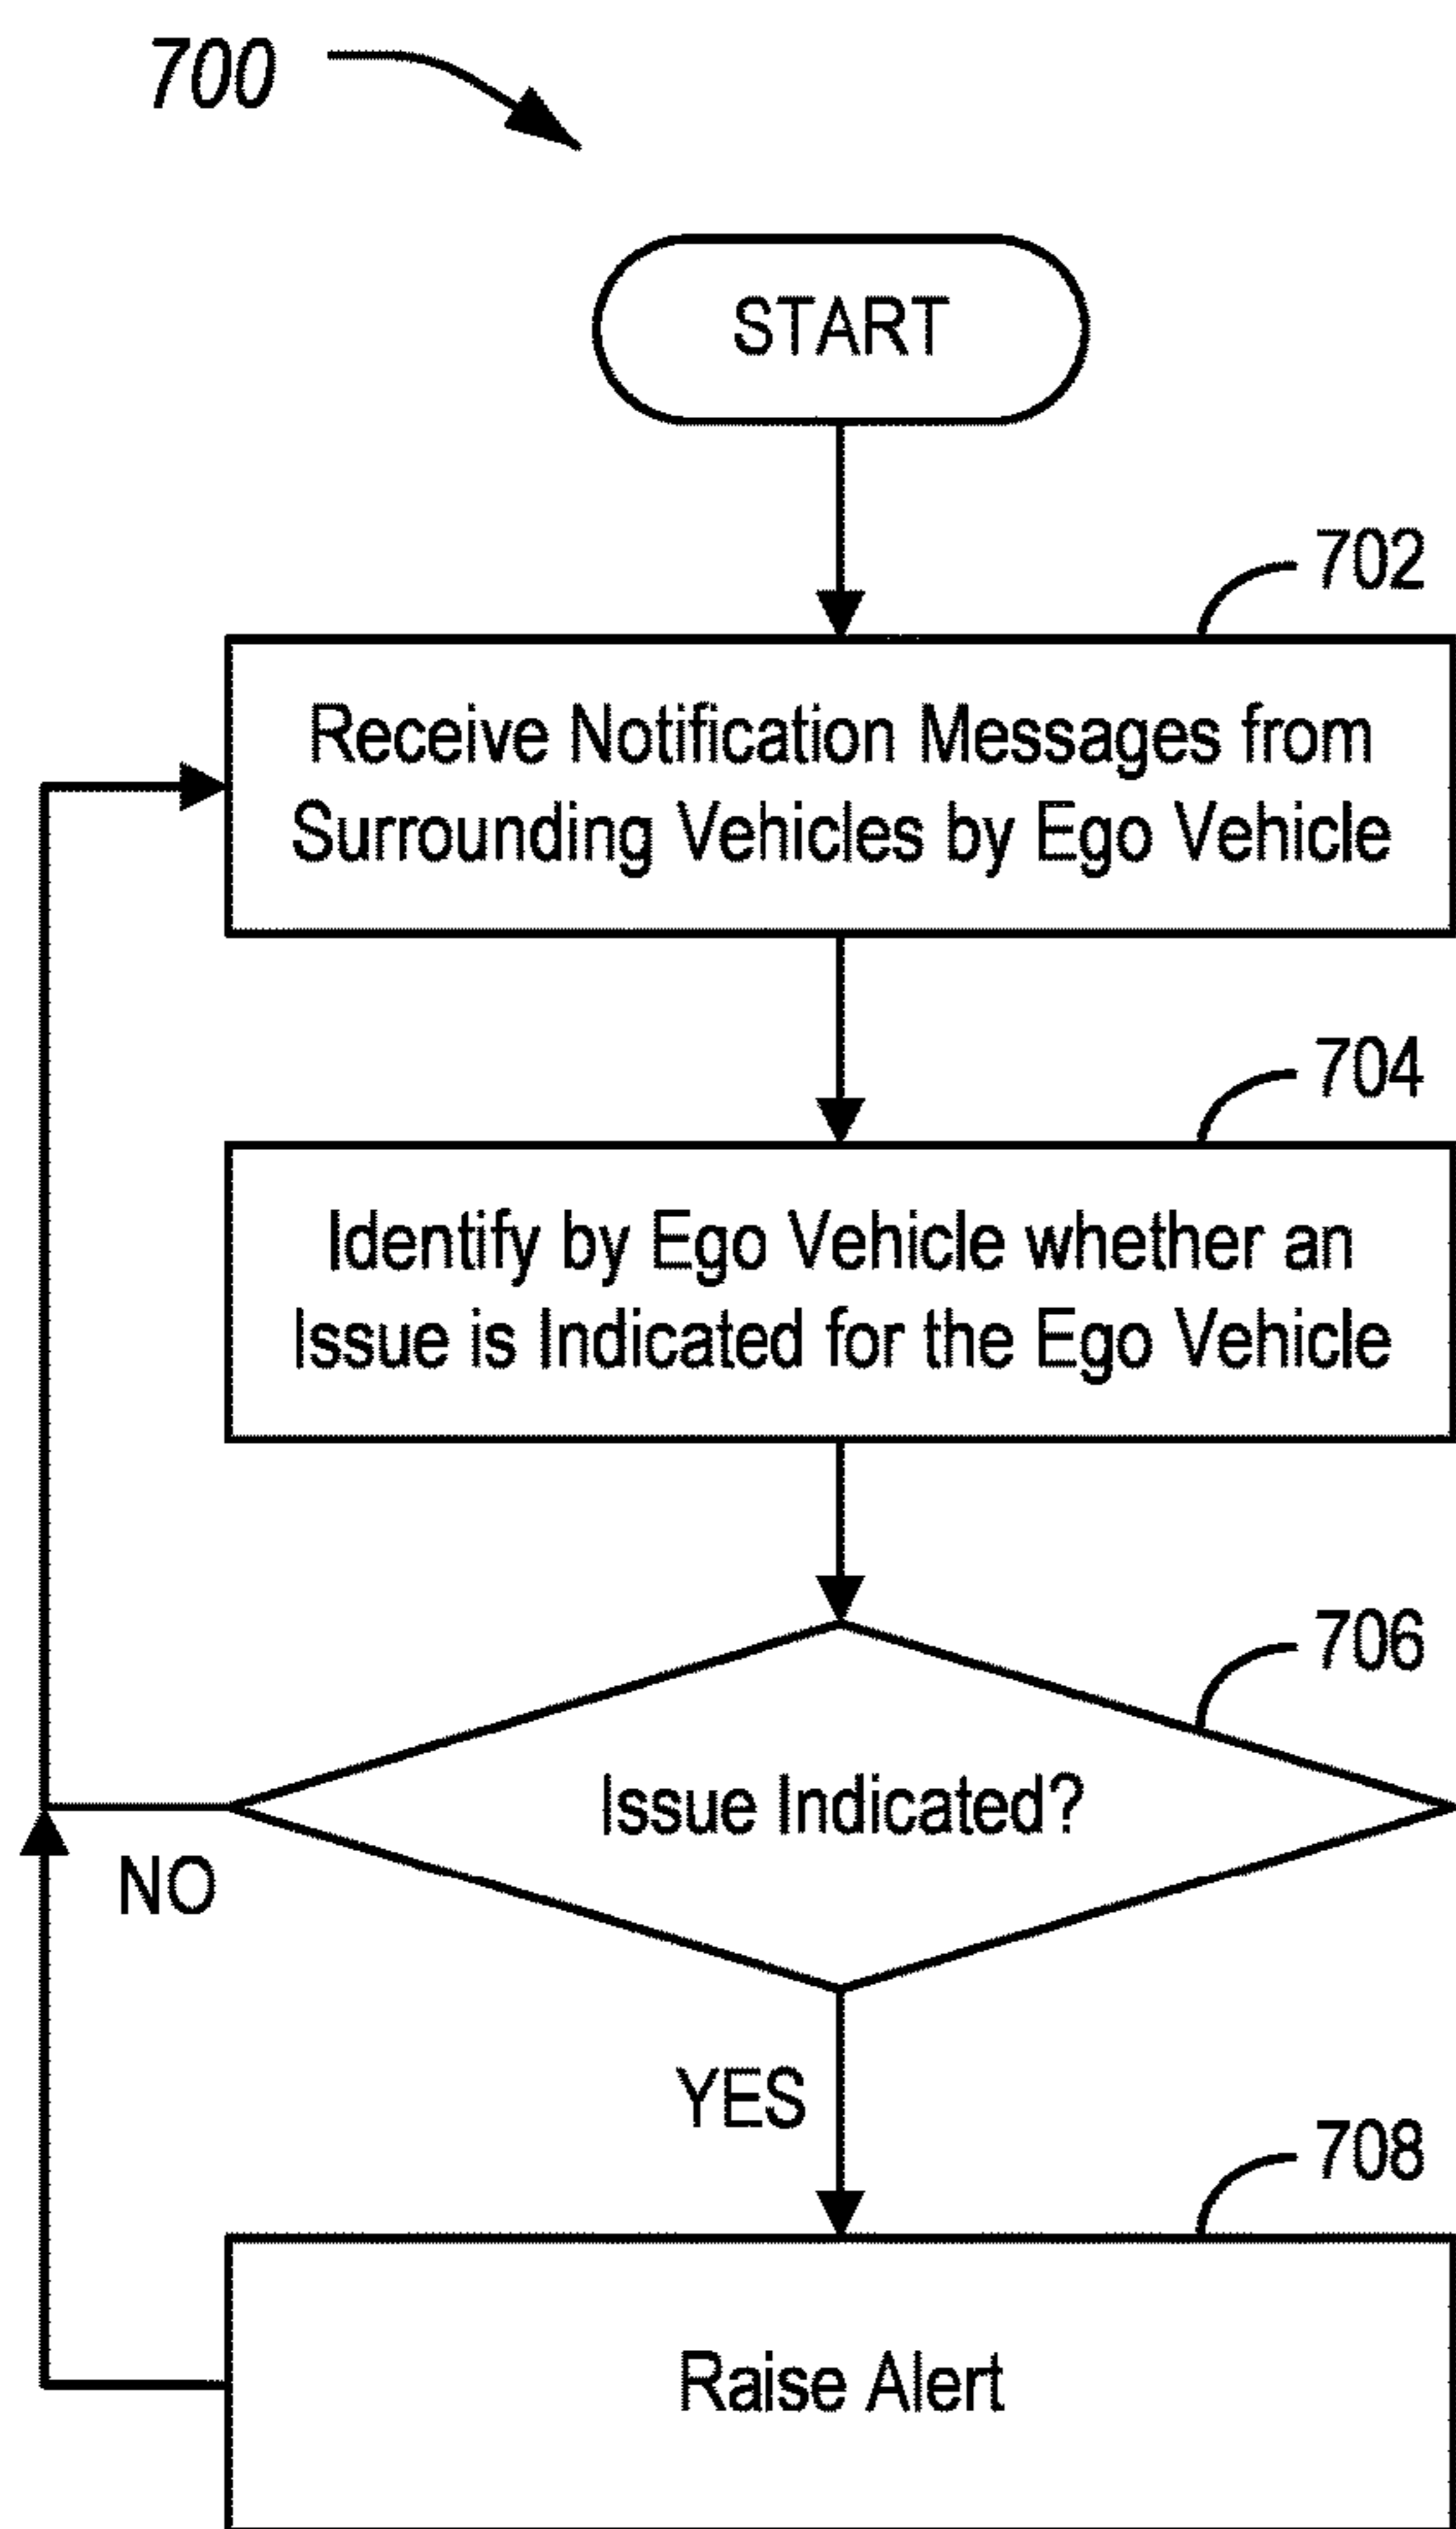 700
START
702
Receive Notification Messages from
Surrounding Vehicles by Ego Vehicle
704
Identify by Ego Vehicle whether an
Issue is Indicated for the Ego Vehicle
706
Issue Indicated?
NO
YES
708
Raise Alert